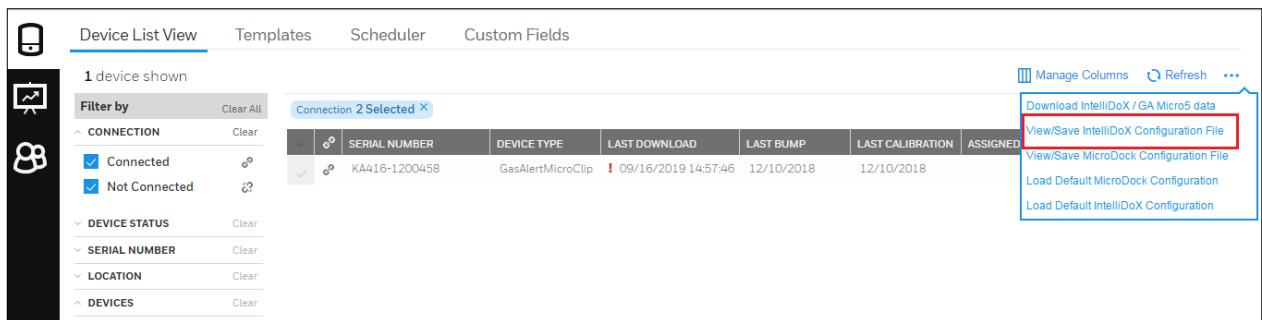 Device List View Templates Scheduler Custom Fields
1 device shown
Manage Columns Refresh
Filter by Clear All
Connection 2 Selected ×
CONNECTION Clear
Connected
Not Connected
DEVICE STATUS Clear
SERIAL NUMBER Clear
LOCATION Clear
DEVICES Clear
SERIAL NUMBER DEVICE TYPE LAST DOWNLOAD LAST BUMP LAST CALIBRATION ASSIGNED
KA416-1200458 GasAlertMicroClip ! 09/16/2019 14:57:46 12/10/2018 12/10/2018
Download IntelliDoX / GA Micro5 data
View/Save IntelliDoX Configuration File
View/Save MicroDock Configuration File
Load Default MicroDock Configuration
Load Default IntelliDoX Configuration